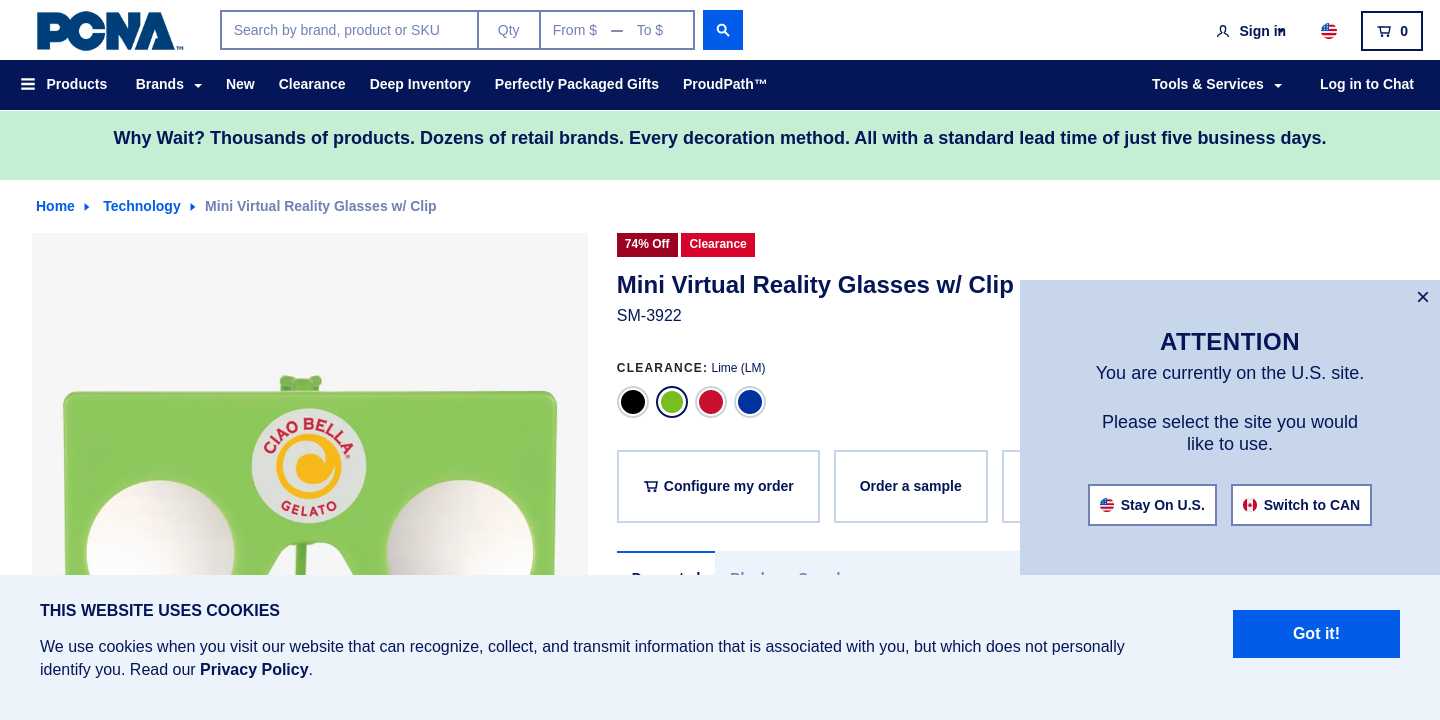 PCNA™
Search by brand, product or SKU
Qty
From $ — To $
Sign in
0
Products
Brands
New
Clearance
Deep Inventory
Perfectly Packaged Gifts
ProudPath™
Tools & Services
Log in to Chat
Why Wait? Thousands of products. Dozens of retail brands. Every decoration method. All with a standard lead time of just five business days.
Home
Technology
Mini Virtual Reality Glasses w/ Clip
74% Off
Clearance
Mini Virtual Reality Glasses w/ Clip
SM-3922
CLEARANCE: Lime (LM)
CIAO BELLA
GELATO
Configure my order
Order a sample
×
ATTENTION
You are currently on the U.S. site.
Please select the site you would
like to use.
Stay On U.S.
Switch to CAN
THIS WEBSITE USES COOKIES
We use cookies when you visit our website that can recognize, collect, and transmit information that is associated with you, but which does not personally
identify you. Read our Privacy Policy.
Got it!